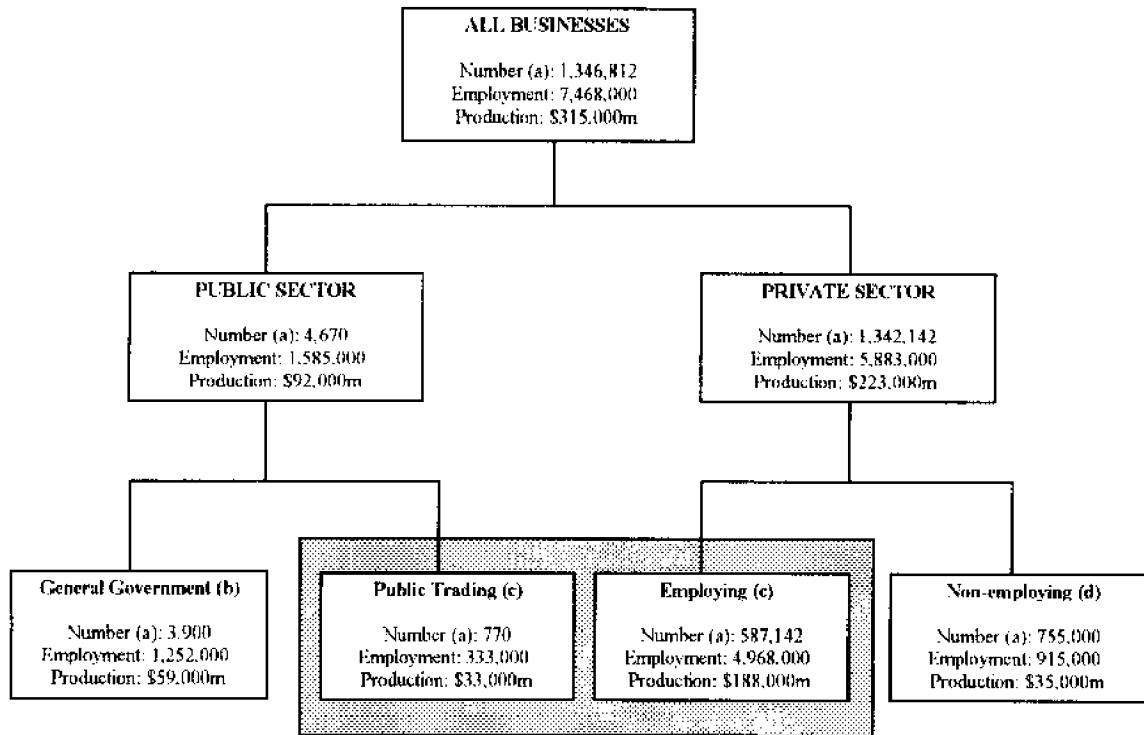 ALL BUSINESSES
Number (a): 1,346,812
Employment: 7,468,000
Production: $315,000m
PUBLIC SECTOR
Number (a): 4,670
Employment: 1,585,000
Production: $92,000m
PRIVATE SECTOR
Number (a): 1,342,142
Employment: 5,883,000
Production: $223,000m
General Government (b)
Number (a): 3,900
Employment: 1,252,000
Production: $59,000m
Public Trading (c)
Number (a): 770
Employment: 333,000
Production: $33,000m
Employing (c)
Number (a): 587,142
Employment: 4,968,000
Production: $188,000m
Non-employing (d)
Number (a): 755,000
Employment: 915,000
Production: $35,000m